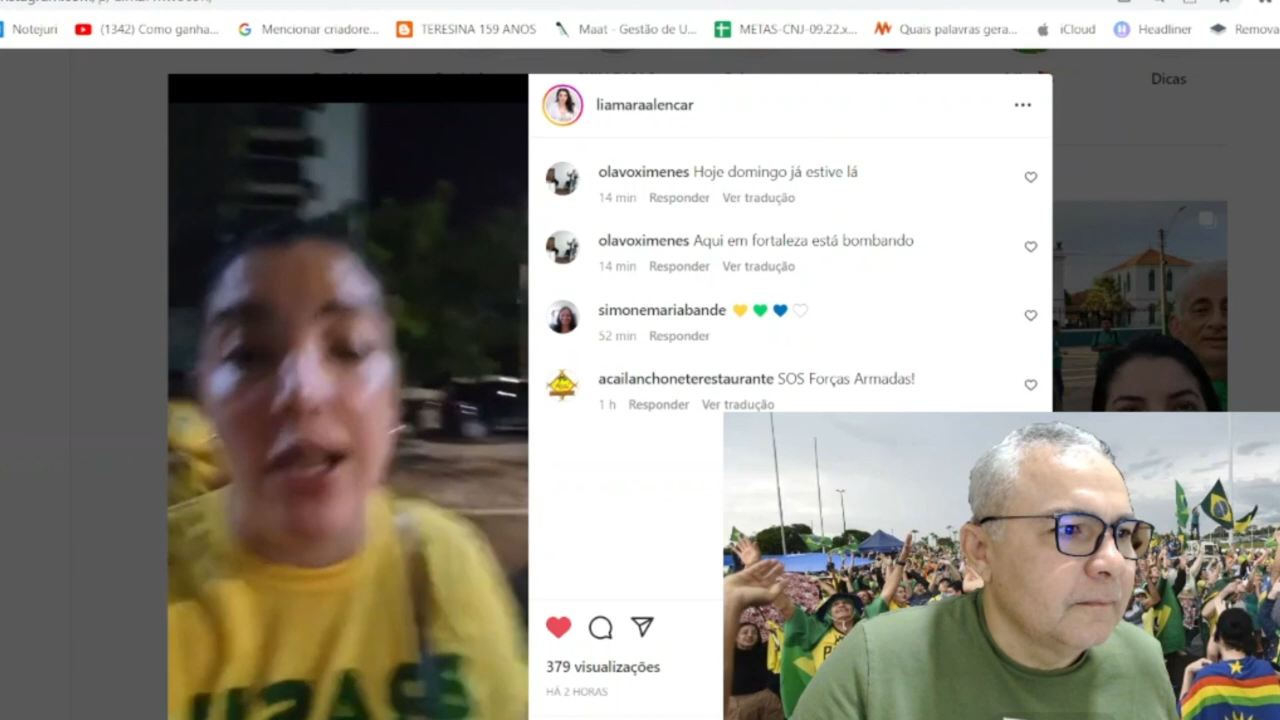 Notejuri
(1342) Como ganha...
Mencionar criadore...
TERESINA 159 ANOS
Maat - Gestão de U...
METAS-CNJ-09.22.x...
Quais palavras gera...
iCloud
Headliner
Remova
Dicas
liamaraalencar
olavoximenes Hoje domingo já estive lá
14 min Responder Ver tradução
olavoximenes Aqui em fortaleza está bombando
14 min Responder Ver tradução
simonemariabande 💛💚💙🤍
52 min Responder
acailanchoneterestaurante SOS Forças Armadas!
1 h Responder Ver tradução
379 visualizações
HÁ 2 HORAS